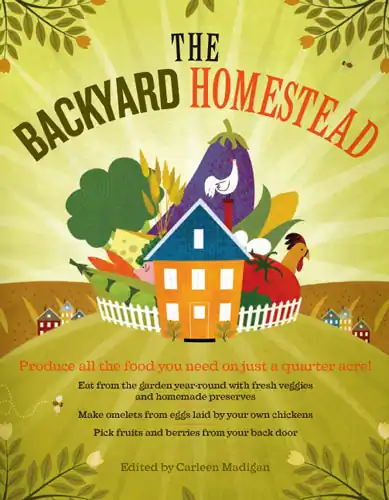 THE
BACKYARD HOMESTEAD
Produce all the food you need on just a quarter acre!
Eat from the garden year-round with fresh veggies
and homemade preserves
Make omelets from eggs laid by your own chickens
Pick fruits and berries from your back door
Edited by Carleen Madigan